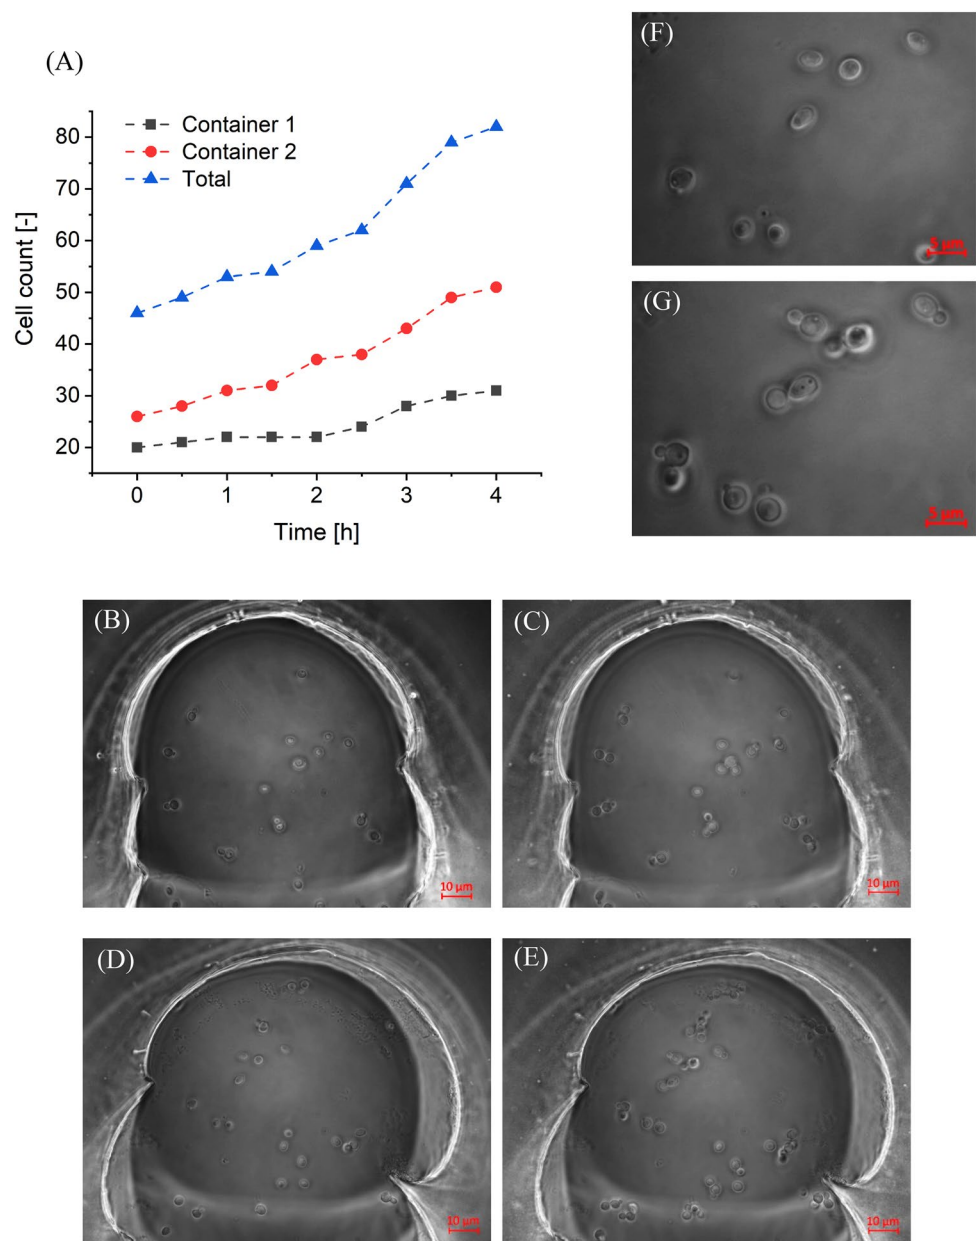 (A)
Container 1
Container 2
Total
Cell count [-]
80
70
60
50
40
30
20
0
1
2
3
4
Time [h]
(F)
5 µm
(G)
5 µm
(B)
10 µm
(C)
10 µm
(D)
10 µm
(E)
10 µm